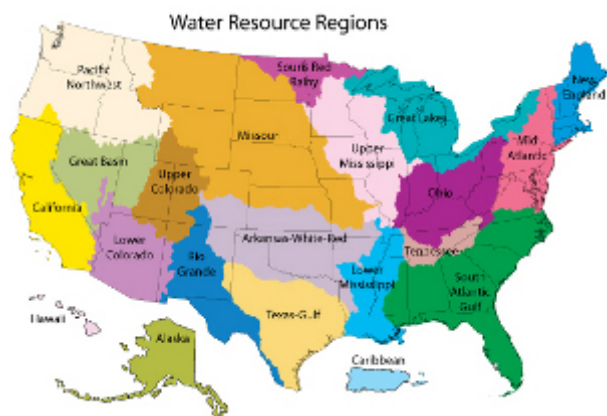 Water Resource Regions
Pacific
Northwest
Souris Red
Rainy
New
England
Missouri
Great Lakes
Upper
Mississippi
Mid
Atlantic
Great Basin
Upper
Colorado
Ohio
California
Lower
Colorado
Rio
Grande
Arkansas-White-Red
Tennessee
Lower
Mississippi
South
Atlantic
Gulf
Texas-Gulf
Hawaii
Alaska
Caribbean